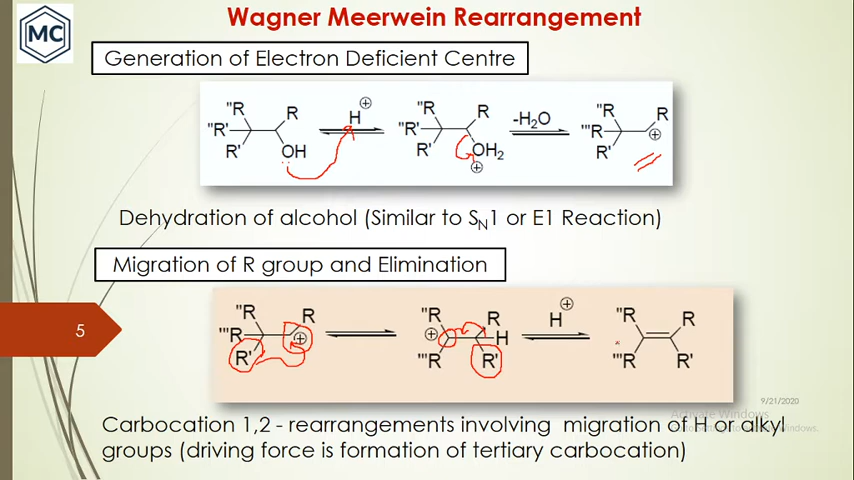 MC
Wagner Meerwein Rearrangement
Generation of Electron Deficient Centre
"R R H ⊕ "R R "R R
"R' "R' -H₂O "'R ⊕
R' OH R' OH₂ ⊕ R'
Dehydration of alcohol (Similar to SN1 or E1 Reaction)
Migration of R group and Elimination
"R R "R R H ⊕ "R R
"'R ⊕ ⊕ H
R' "'R R' "'R R'
5
9/21/2020
Carbocation 1,2 - rearrangements involving migration of H or alkyl
groups (driving force is formation of tertiary carbocation)
Activate Windows